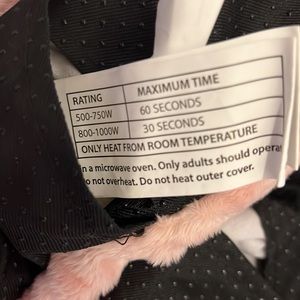 RATING MAXIMUM TIME
500-750W 60 SECONDS
800-1000W 30 SECONDS
ONLY HEAT FROM ROOM TEMPERATURE
n a microwave oven. Only adults should operat
o not overheat. Do not heat outer cover.